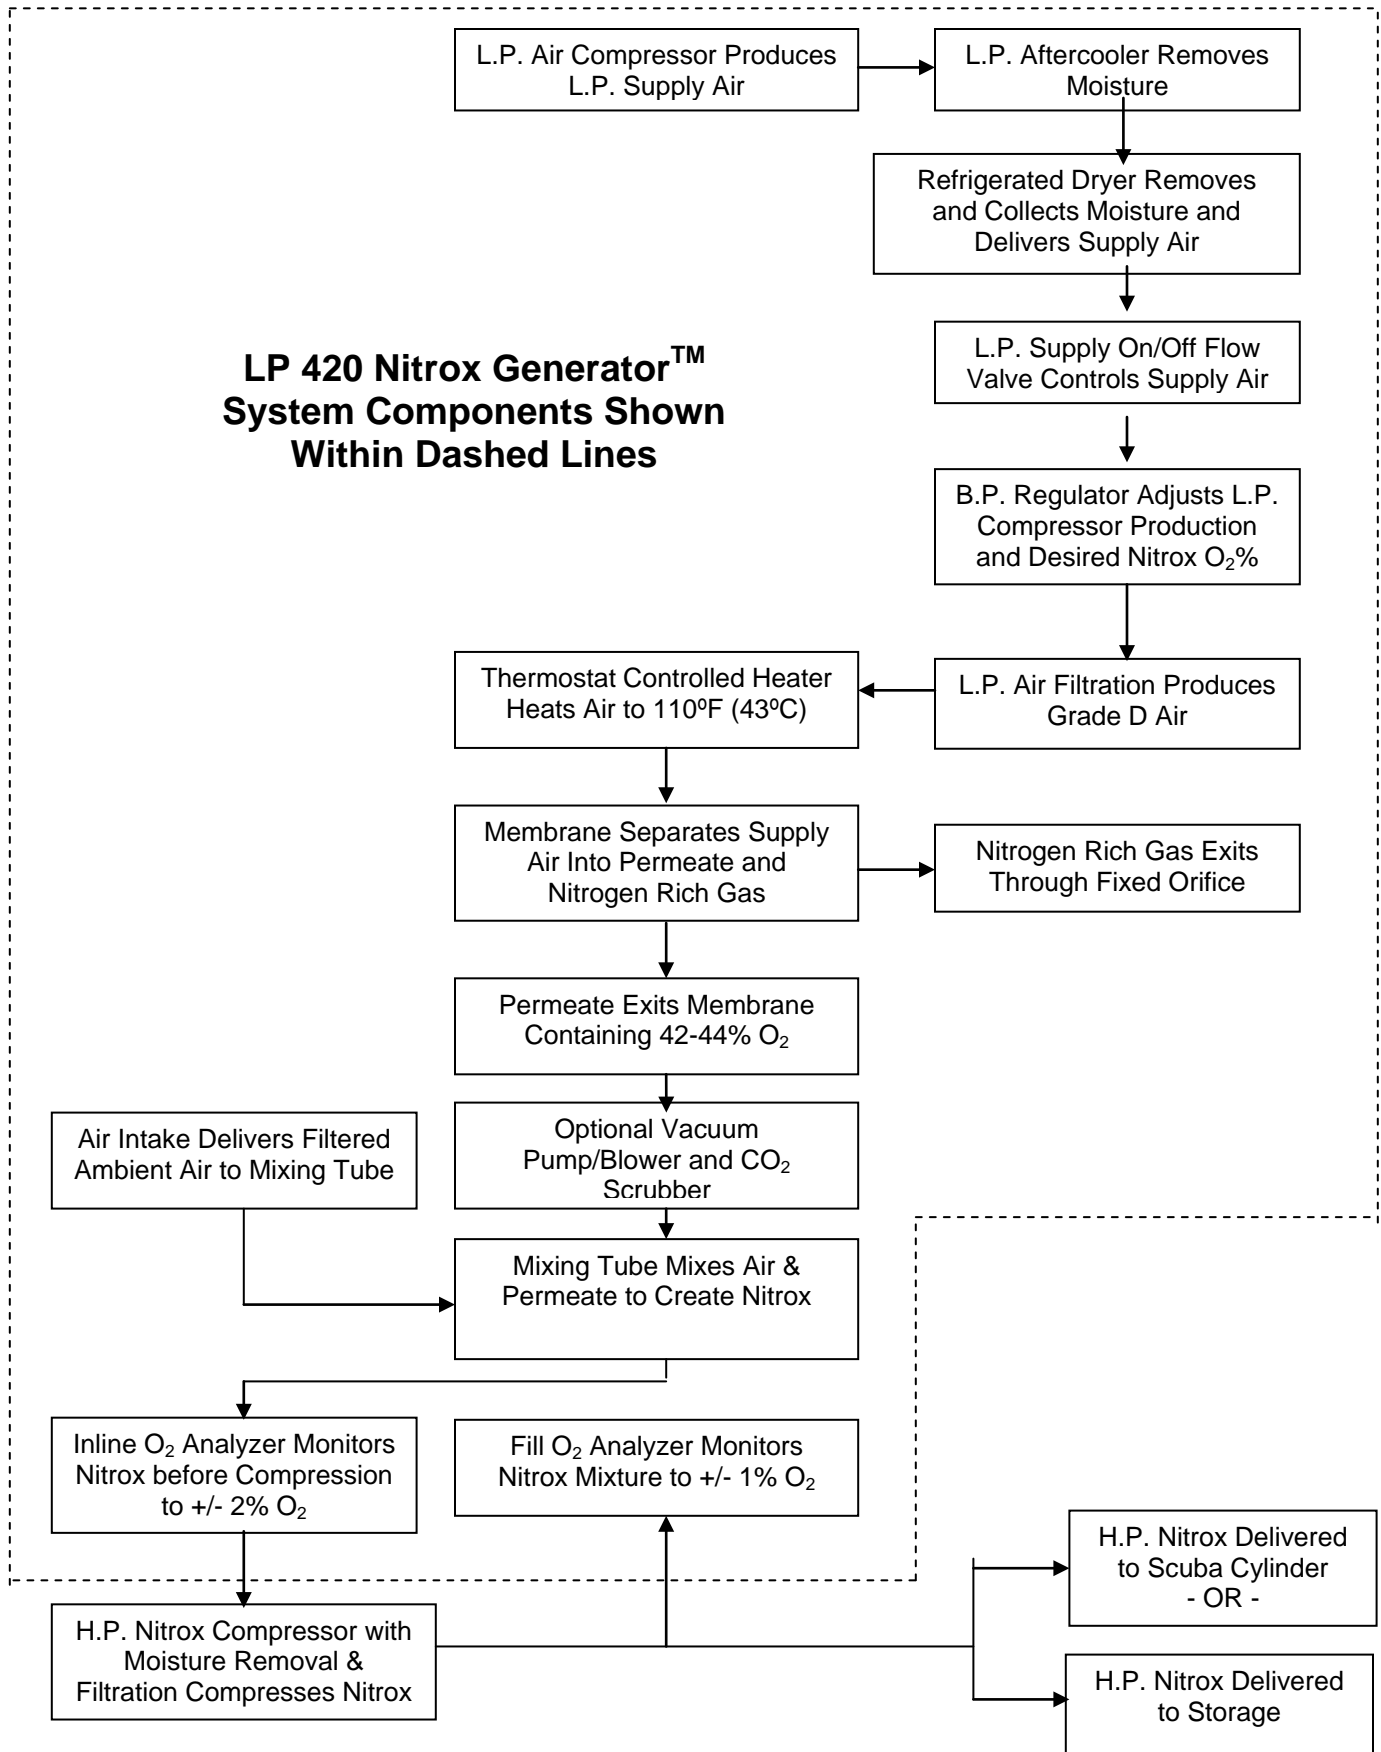 L.P. Air Compressor Produces
L.P. Supply Air
L.P. Aftercooler Removes
Moisture
Refrigerated Dryer Removes
and Collects Moisture and
Delivers Supply Air
LP 420 Nitrox Generator™
System Components Shown
Within Dashed Lines
L.P. Supply On/Off Flow
Valve Controls Supply Air
B.P. Regulator Adjusts L.P.
Compressor Production
and Desired Nitrox O₂%
L.P. Air Filtration Produces
Grade D Air
Thermostat Controlled Heater
Heats Air to 110ºF (43ºC)
Membrane Separates Supply
Air Into Permeate and
Nitrogen Rich Gas
Nitrogen Rich Gas Exits
Through Fixed Orifice
Permeate Exits Membrane
Containing 42-44% O₂
Optional Vacuum
Pump/Blower and CO₂
Scrubber
Air Intake Delivers Filtered
Ambient Air to Mixing Tube
Mixing Tube Mixes Air &
Permeate to Create Nitrox
Inline O₂ Analyzer Monitors
Nitrox before Compression
to +/- 2% O₂
Fill O₂ Analyzer Monitors
Nitrox Mixture to +/- 1% O₂
H.P. Nitrox Compressor with
Moisture Removal &
Filtration Compresses Nitrox
H.P. Nitrox Delivered
to Scuba Cylinder
- OR -
H.P. Nitrox Delivered
to Storage